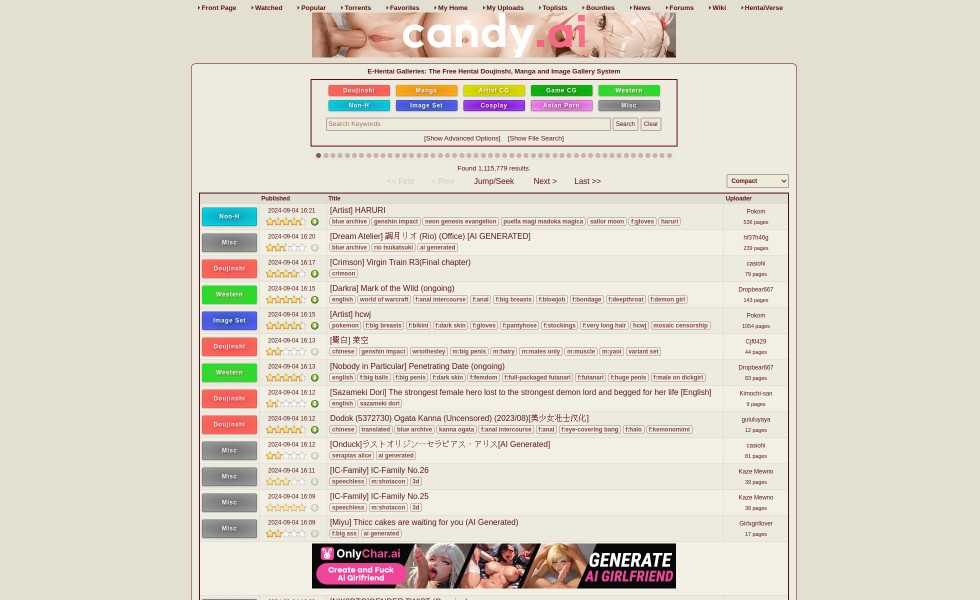 Front Page Watched Popular Torrents Favorites My Home My Uploads Toplists Bounties News Forums Wiki HentaiVerse
candy.ai
E-Hentai Galleries: The Free Hentai Doujinshi, Manga and Image Gallery System
Doujinshi Manga Artist CG Game CG Western
Non-H Image Set Cosplay Asian Porn Misc
Search Keywords Search Clear
[Show Advanced Options] [Show File Search]
Found 1,115,779 results.
<< First < Prev Jump/Seek Next > Last >> Compact
Published Title Uploader
Non-H 2024-09-04 16:21 [Artist] HARURI Pokom
blue archive genshin impact neon genesis evangelion puella magi madoka magica sailor moon f:gloves haruri 536 pages
Misc 2024-09-04 16:20 [Dream Atelier] 調月リオ (Rio) (Office) [AI GENERATED] hf37h46g
blue archive rio tsukatsuki ai generated 239 pages
Doujinshi 2024-09-04 16:17 [Crimson] Virgin Train R3(Final chapter) casiohi
crimson 79 pages
Western 2024-09-04 16:15 [Darkra] Mark of the Wild (ongoing) Dropbear667
english world of warcraft f:anal intercourse f:anal f:big breasts f:blowjob f:bondage f:deepthroat f:demon girl 143 pages
Image Set 2024-09-04 16:15 [Artist] hcwj Pokom
pokemon f:big breasts f:bikini f:dark skin f:gloves f:pantyhose f:stockings f:very long hair hcwj mosaic censorship 1054 pages
Doujinshi 2024-09-04 16:13 Cjf0429
chinese genshin impact wriothesley m:big penis m:hairy m:males only m:muscle m:yaoi variant set 44 pages
Western 2024-09-04 16:13 [Nobody in Particular] Penetrating Date (ongoing) Dropbear667
english f:big balls f:big penis f:dark skin f:femdom f:full-packaged futanari f:futanari f:huge penis f:male on dickgirl 83 pages
Doujinshi 2024-09-04 16:12 [Sazameki Dori] The strongest female hero lost to the strongest demon lord and begged for her life [English] Kimochi-san
english sazameki dori 9 pages
Doujinshi 2024-09-04 16:12 Dodok (5372730) Ogata Kanna (Uncensored) (2023/08)[美少女壮士汉化] gululuyaya
chinese translated blue archive kanna ogata f:anal intercourse f:anal f:eye-covering bang f:halo f:kemonomimi 12 pages
Misc 2024-09-04 16:12 [Onduck]ラストオリジン―セラピアス・アリス[AI Generated] casiohi
serapias alice ai generated 81 pages
Misc 2024-09-04 16:11 [IC-Family] IC-Family No.26 Kaze Mewno
speechless m:shotacon 3d 39 pages
Misc 2024-09-04 16:09 [IC-Family] IC-Family No.25 Kaze Mewno
speechless m:shotacon 3d 38 pages
Misc 2024-09-04 16:09 [Miyu] Thicc cakes are waiting for you (AI Generated) Girlxgirllover
f:big ass ai generated 17 pages
OnlyChar.ai GENERATE
Create and Fuck AI GIRLFRIEND
Ai Girlfriend